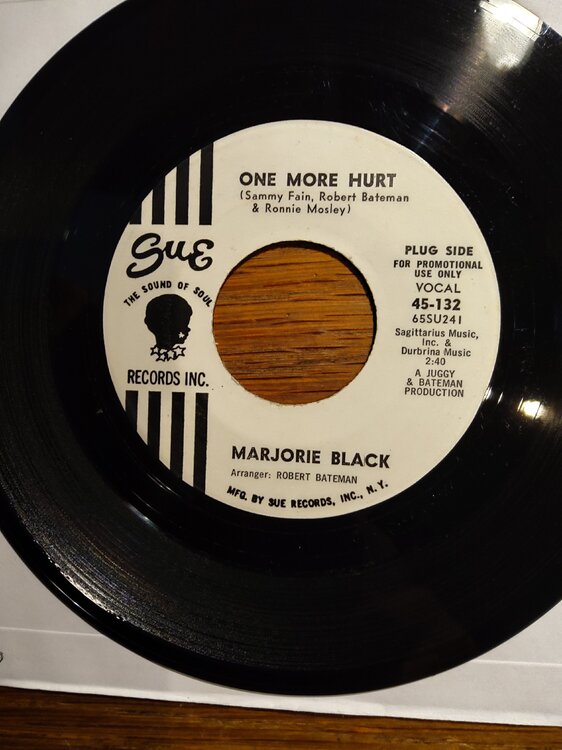 ONE MORE HURT
(Sammy Fain, Robert Bateman
& Ronnie Mosley)
Sue
THE SOUND OF SOUL
RECORDS INC.
PLUG SIDE
FOR PROMOTIONAL
USE ONLY
VOCAL
45-132
65SU241
Sagittarius Music,
Inc. &
Durbrina Music
2:40
A JUGGY
& BATEMAN
PRODUCTION
MARJORIE BLACK
Arranger: ROBERT BATEMAN
MFG. BY SUE RECORDS, INC., N.Y.